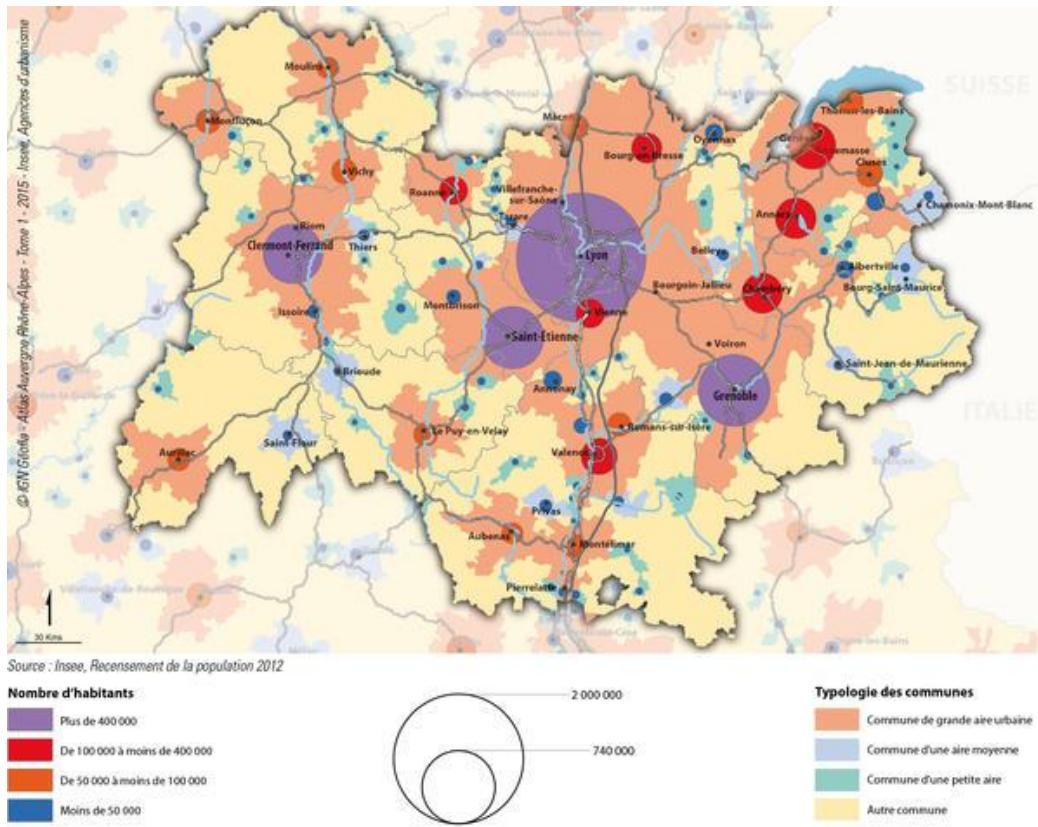 © IGN Géofla - Atlas Auvergne Rhône-Alpes - Tome 1 - 2015 - Insee, Agences d'urbanisme
SUISSE
ITALIE
Moulins
Montluçon
Vichy
Roanne
Mâcon
Bourg-en-Bresse
Oyonnax
Thonon-les-Bains
Genève
Annemasse
Cluses
Chamonix-Mont-Blanc
Villefranche-
sur-Saône
Tarare
Annecy
Riom
Clermont-Ferrand
Thiers
Lyon
Belley
Albertville
Bourg-Saint-Maurice
Issoire
Montbrison
Vienne
Bourgoin-Jallieu
Chambéry
Saint-Étienne
Voiron
Saint-Jean-de-Maurienne
Brioude
Annonay
Grenoble
Aurillac
Saint-Flour
Le Puy-en-Velay
Romans-sur-Isère
Valence
Privas
Aubenas
Montélimar
Pierrelatte
30 Kms
Source : Insee, Recensement de la population 2012
Nombre d'habitants
Plus de 400 000
De 100 000 à moins de 400 000
De 50 000 à moins de 100 000
Moins de 50 000
2 000 000
740 000
Typologie des communes
Commune de grande aire urbaine
Commune d'une aire moyenne
Commune d'une petite aire
Autre commune